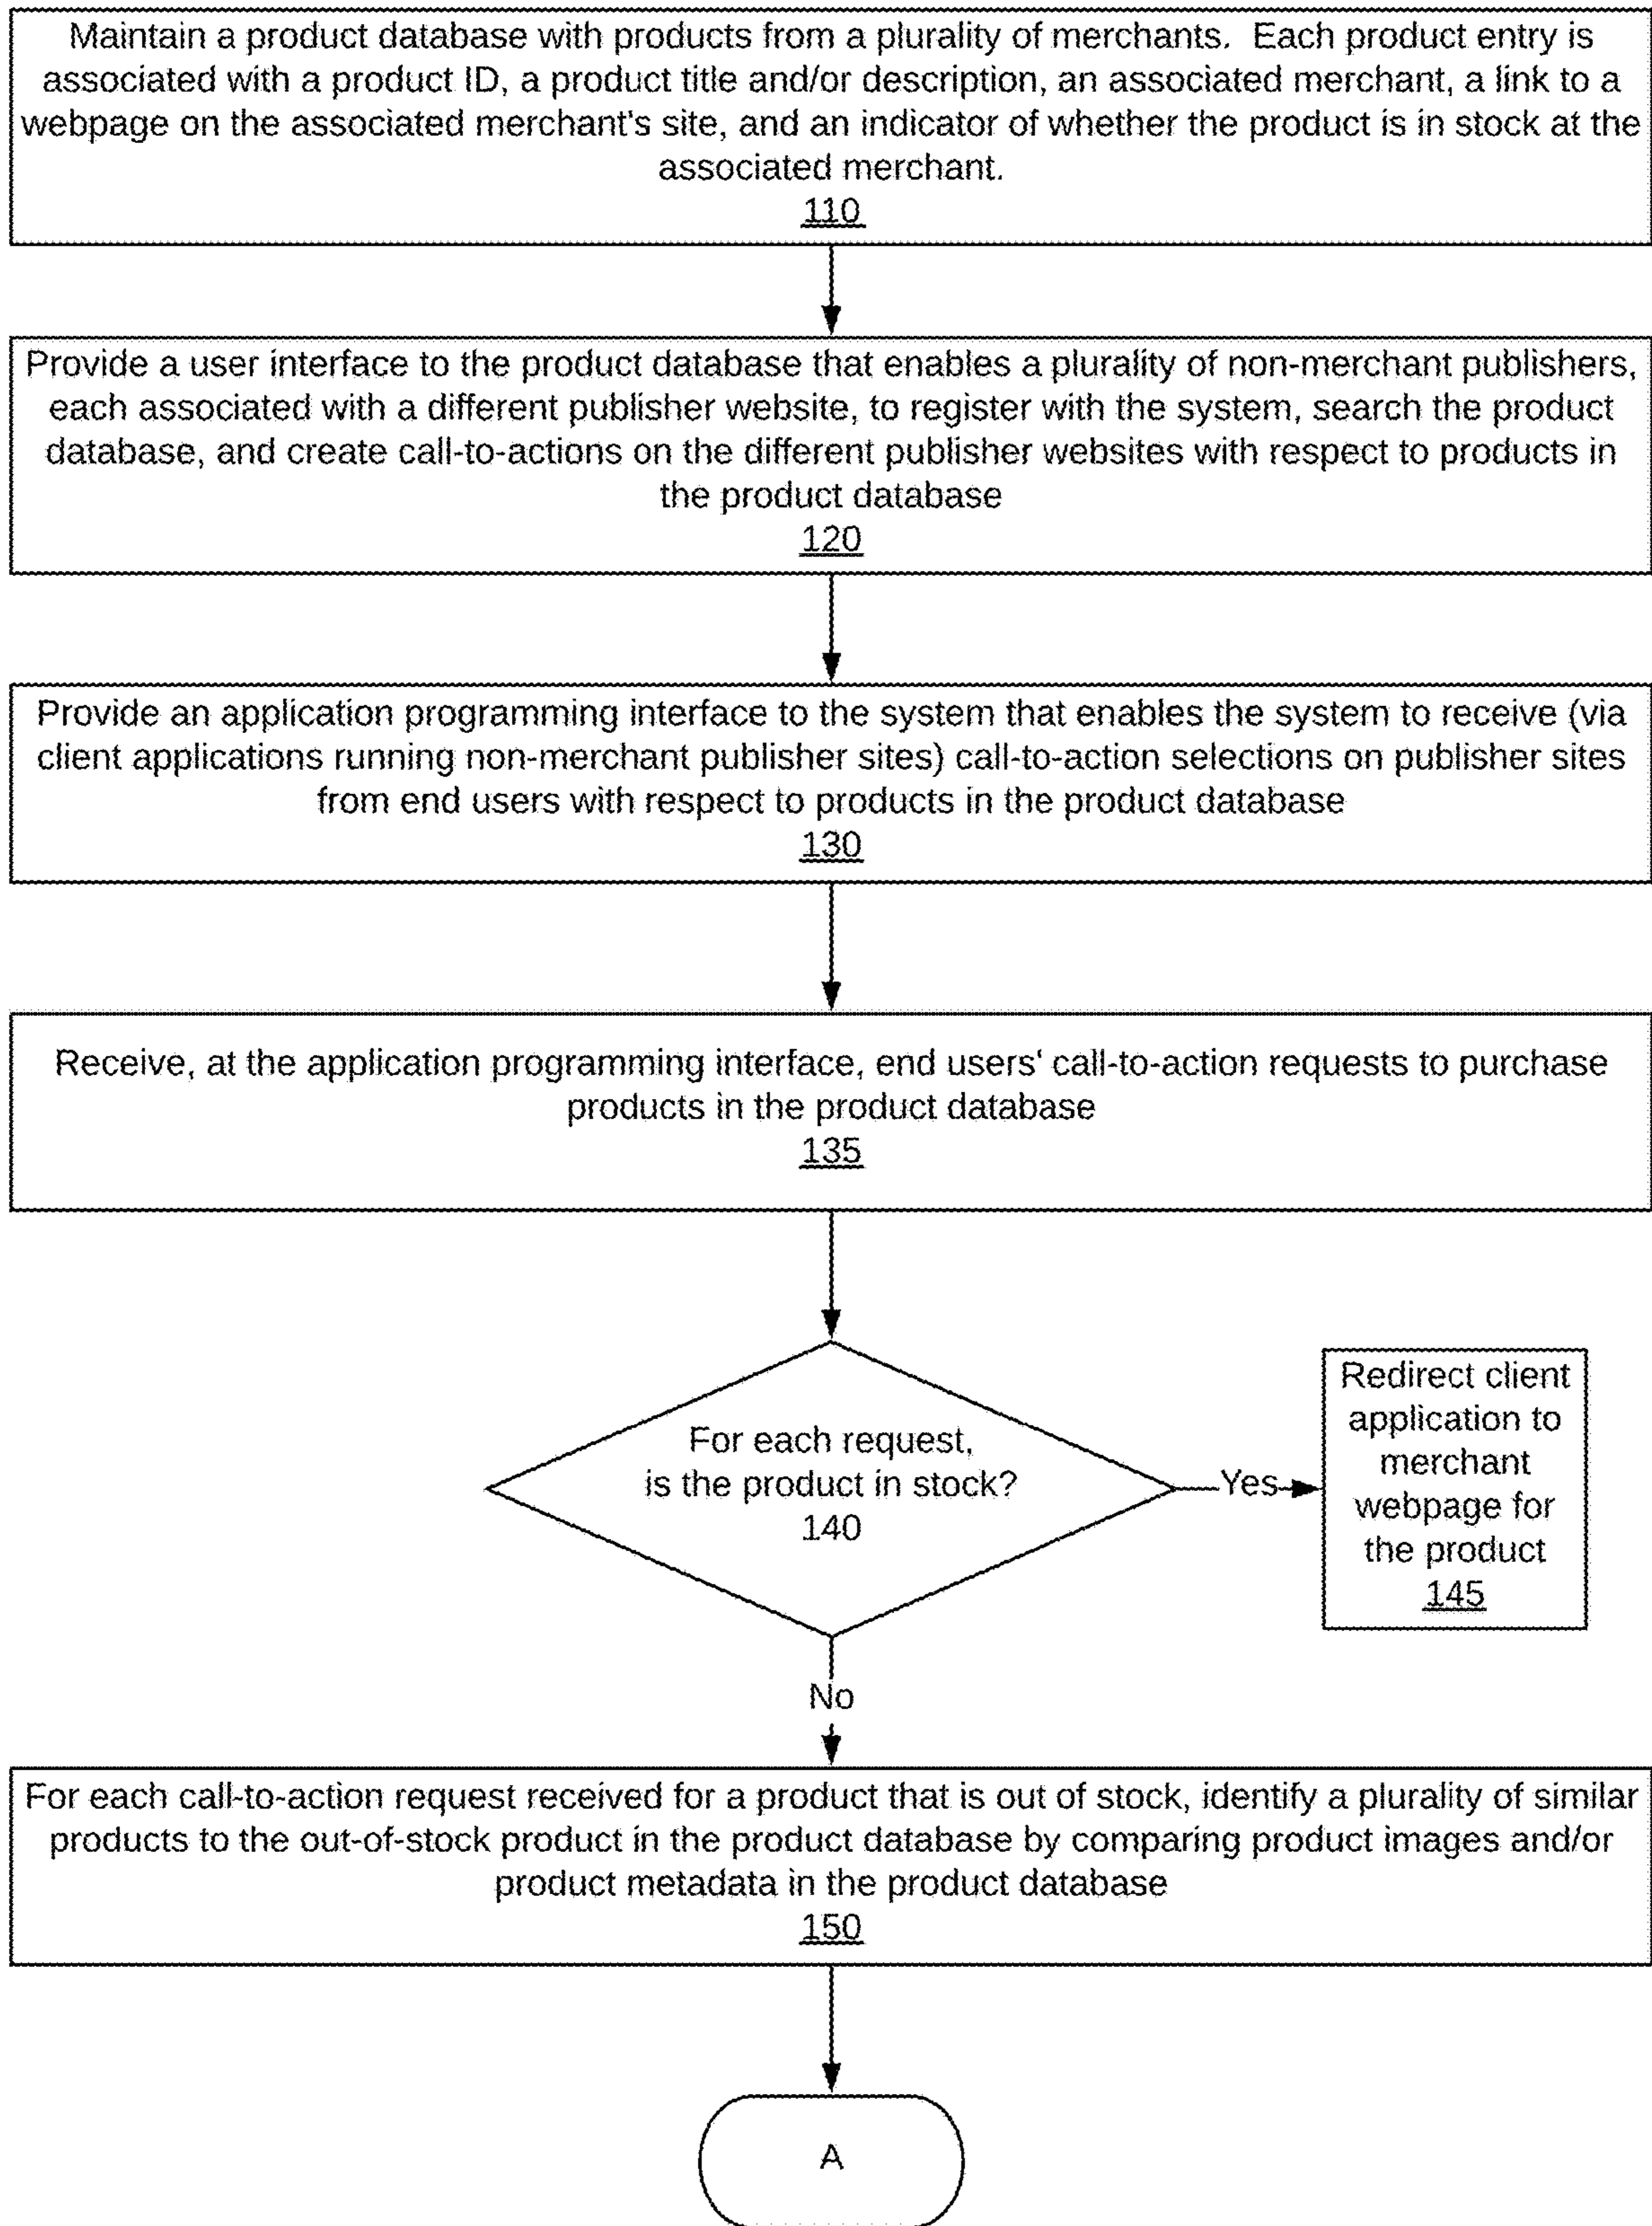 Maintain a product database with products from a plurality of merchants. Each product entry is
associated with a product ID, a product title and/or description, an associated merchant, a link to a
webpage on the associated merchant's site, and an indicator of whether the product is in stock at the
associated merchant.
110
Provide a user interface to the product database that enables a plurality of non-merchant publishers,
each associated with a different publisher website, to register with the system, search the product
database, and create call-to-actions on the different publisher websites with respect to products in
the product database
120
Provide an application programming interface to the system that enables the system to receive (via
client applications running non-merchant publisher sites) call-to-action selections on publisher sites
from end users with respect to products in the product database
130
Receive, at the application programming interface, end users' call-to-action requests to purchase
products in the product database
135
For each request,
is the product in stock?
140
Yes
Redirect client
application to
merchant
webpage for
the product
145
No
For each call-to-action request received for a product that is out of stock, identify a plurality of similar
products to the out-of-stock product in the product database by comparing product images and/or
product metadata in the product database
150
A